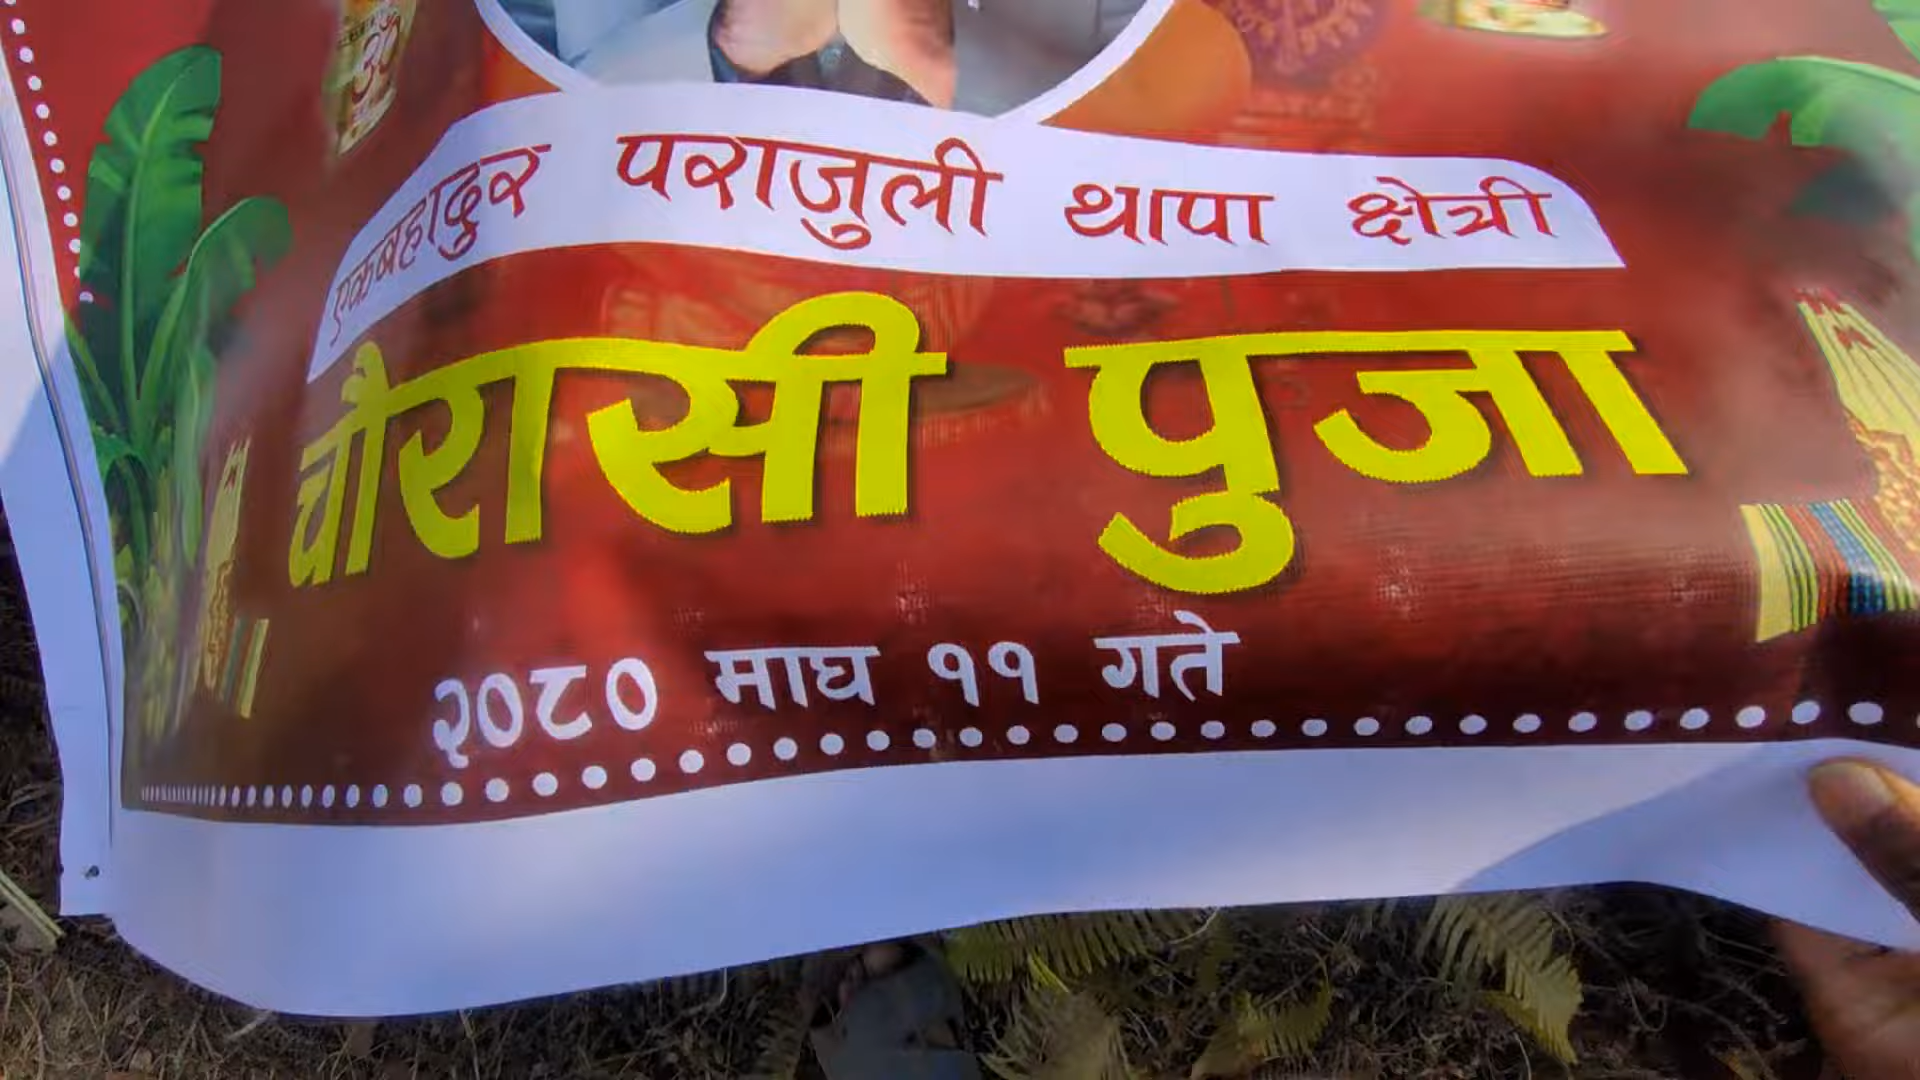 एकबहादुर पराजुली थापा क्षेत्री
चौरासी पुजा
२०८० माघ ११ गते